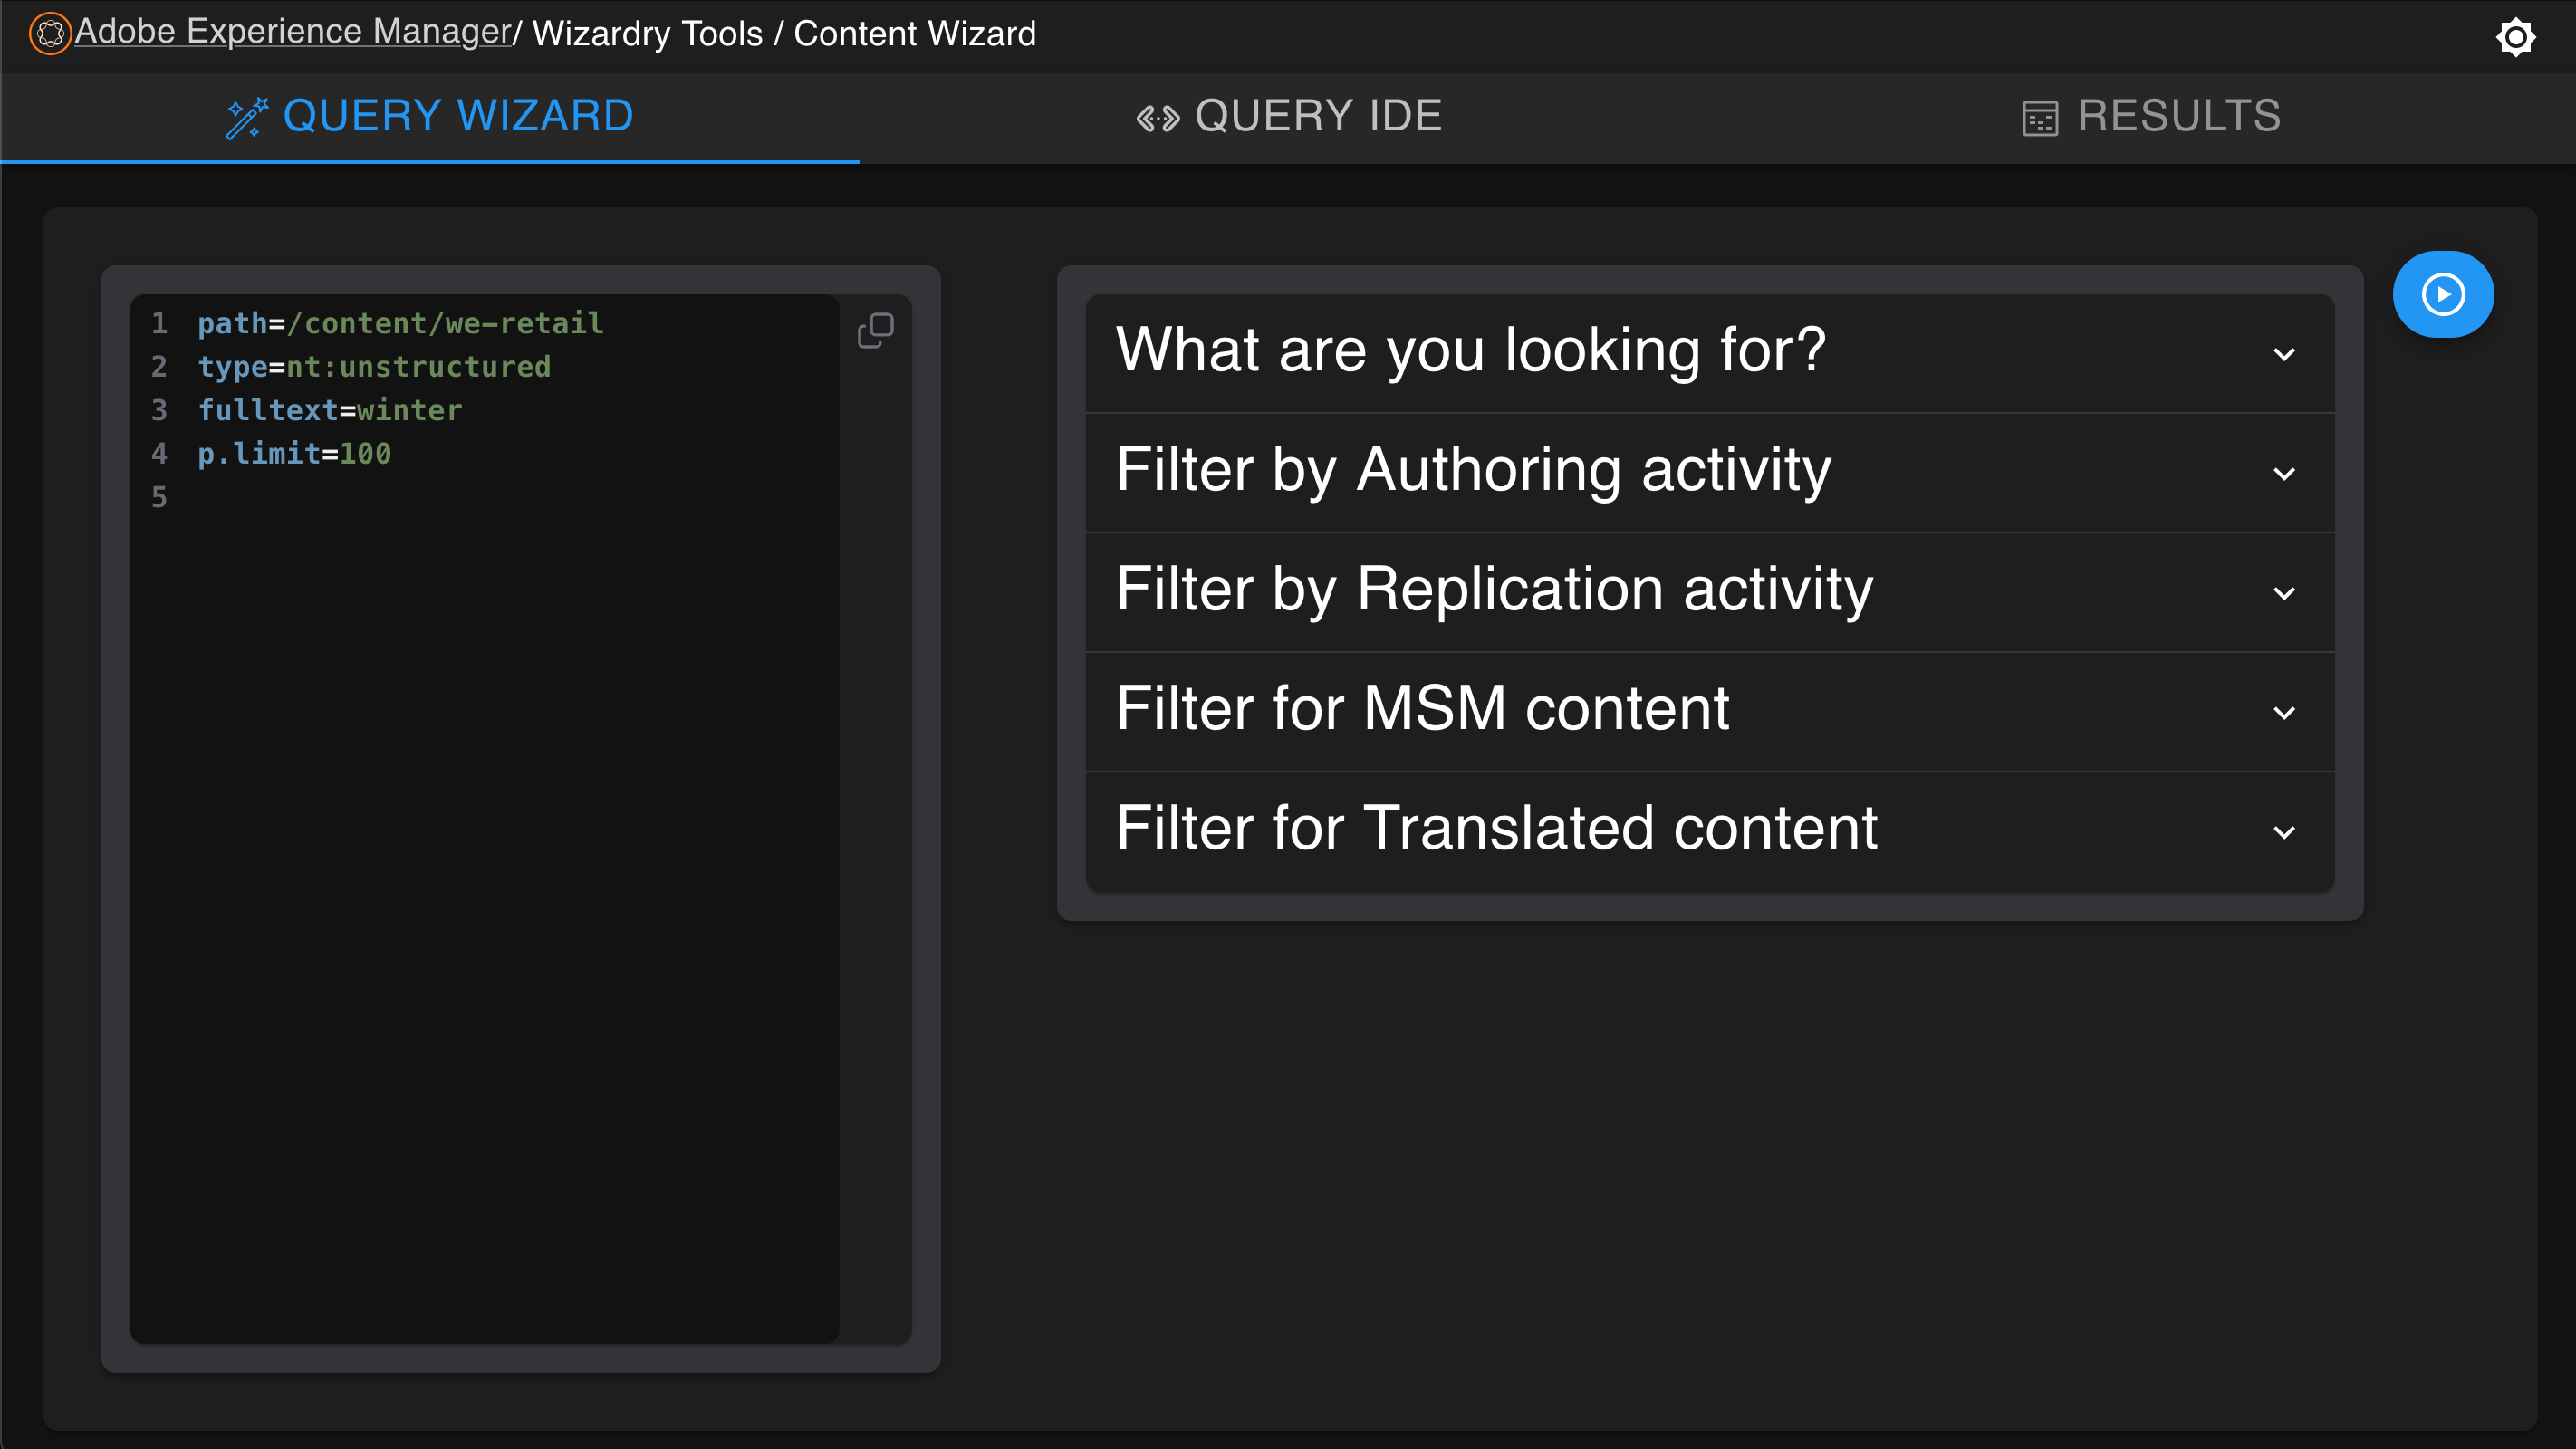 Adobe Experience Manager/ Wizardry Tools / Content Wizard
QUERY WIZARD
QUERY IDE
RESULTS
1 path=/content/we-retail
2 type=nt:unstructured
3 fulltext=winter
4 p.limit=100
5
What are you looking for?
Filter by Authoring activity
Filter by Replication activity
Filter for MSM content
Filter for Translated content